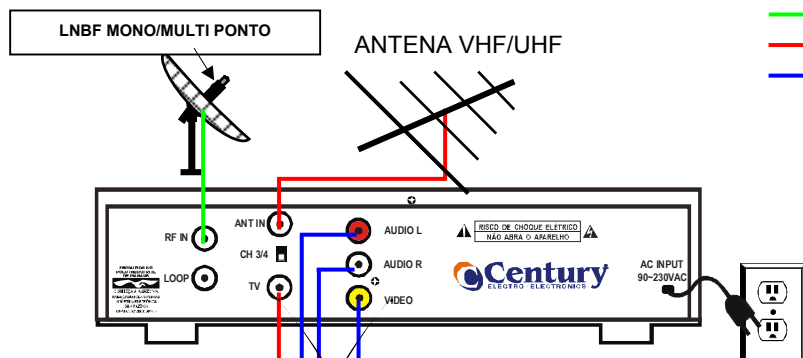 LNBF MONO/MULTI PONTO
ANTENA VHF/UHF
RF IN
LOOP
ANT IN
CH 3/4
TV
AUDIO L
AUDIO R
VíDEO
RISCO DE CHOQUE ELÉTRICO
NÃO ABRA O APARELHO
Century
ELECTRO - ELECTRONICS
AC INPUT
90~230VAC